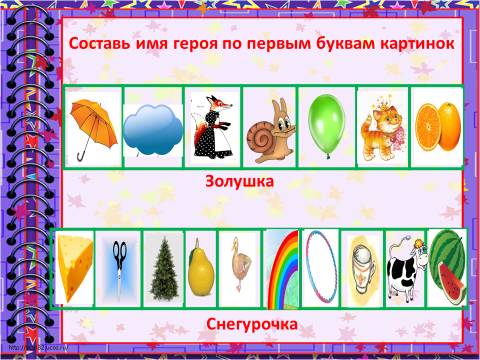 Составь имя героя по первым буквам картинок
Золушка
Снегурочка